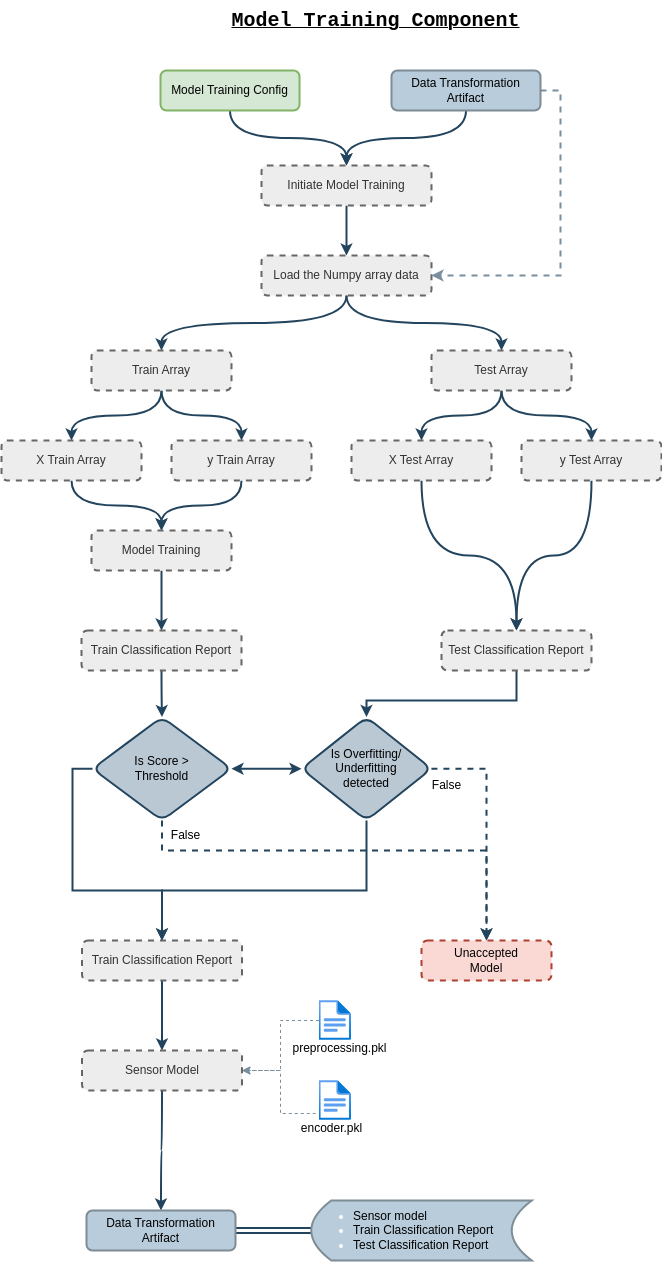 Model Training Component
Model Training Config
Data Transformation
Artifact
Initiate Model Training
Load the Numpy array data
Train Array
Test Array
X Train Array
y Train Array
X Test Array
y Test Array
Model Training
Train Classification Report
Test Classification Report
Is Score >
Threshold
Is Overfitting/
Underfitting
detected
False
False
Train Classification Report
Unaccepted
Model
preprocessing.pkl
Sensor Model
encoder.pkl
Data Transformation
Artifact
• Sensor model
• Train Classification Report
• Test Classification Report